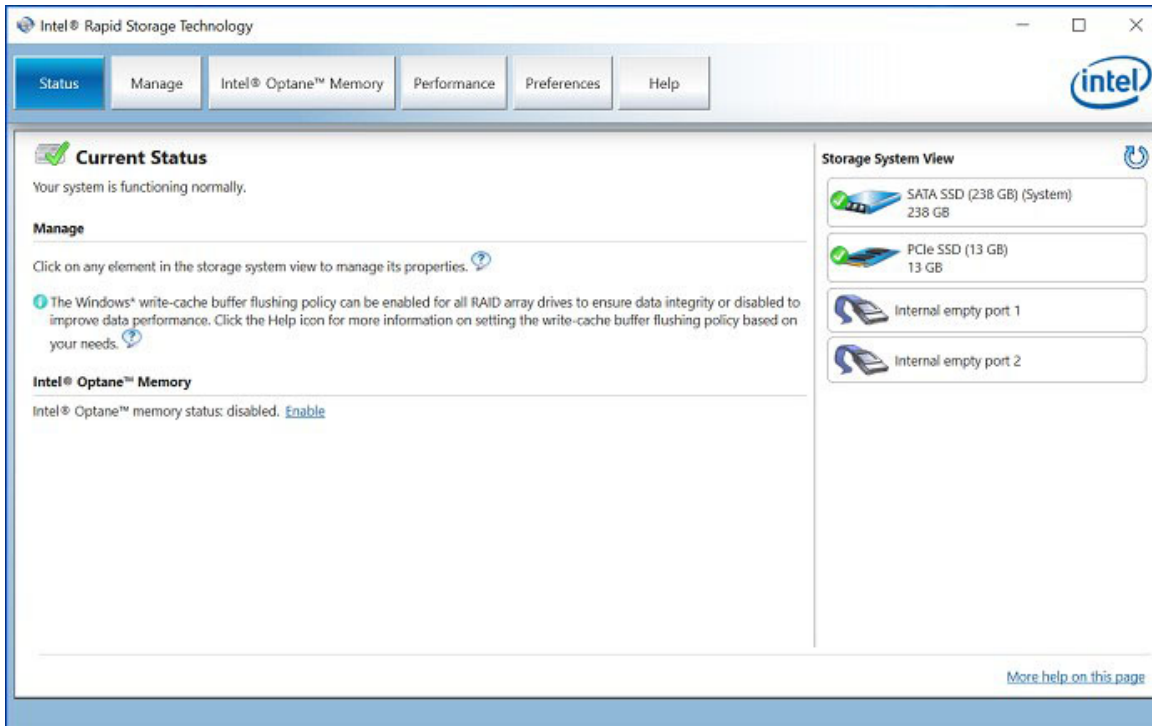 Intel® Rapid Storage Technology
Status
Manage
Intel® Optane™ Memory
Performance
Preferences
Help
intel
Current Status
Your system is functioning normally.
Manage
Click on any element in the storage system view to manage its properties. ?
The Windows* write-cache buffer flushing policy can be enabled for all RAID array drives to ensure data integrity or disabled to
improve data performance. Click the Help icon for more information on setting the write-cache buffer flushing policy based on
your needs. ?
Intel® Optane™ Memory
Intel® Optane™ memory status: disabled. Enable
Storage System View
SATA SSD (238 GB) (System)
238 GB
PCIe SSD (13 GB)
13 GB
Internal empty port 1
Internal empty port 2
More help on this page